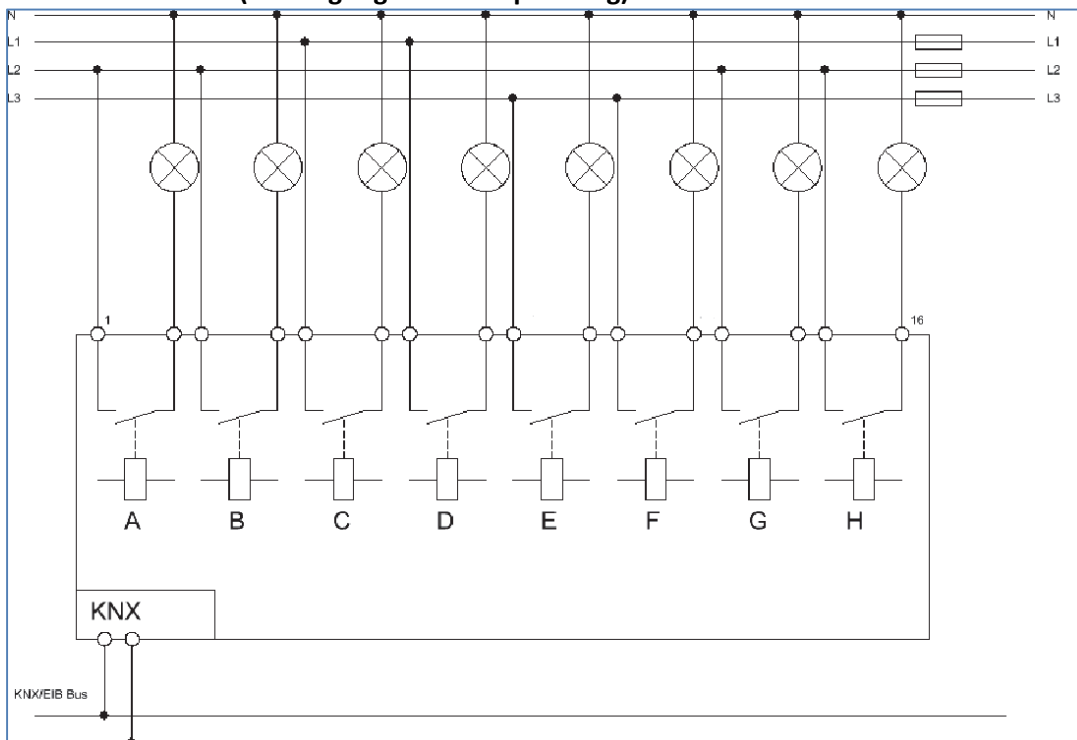 N N
L1 L1
L2 L2
L3 L3
1 16
A B C D E F G H
KNX
KNX/EIB Bus